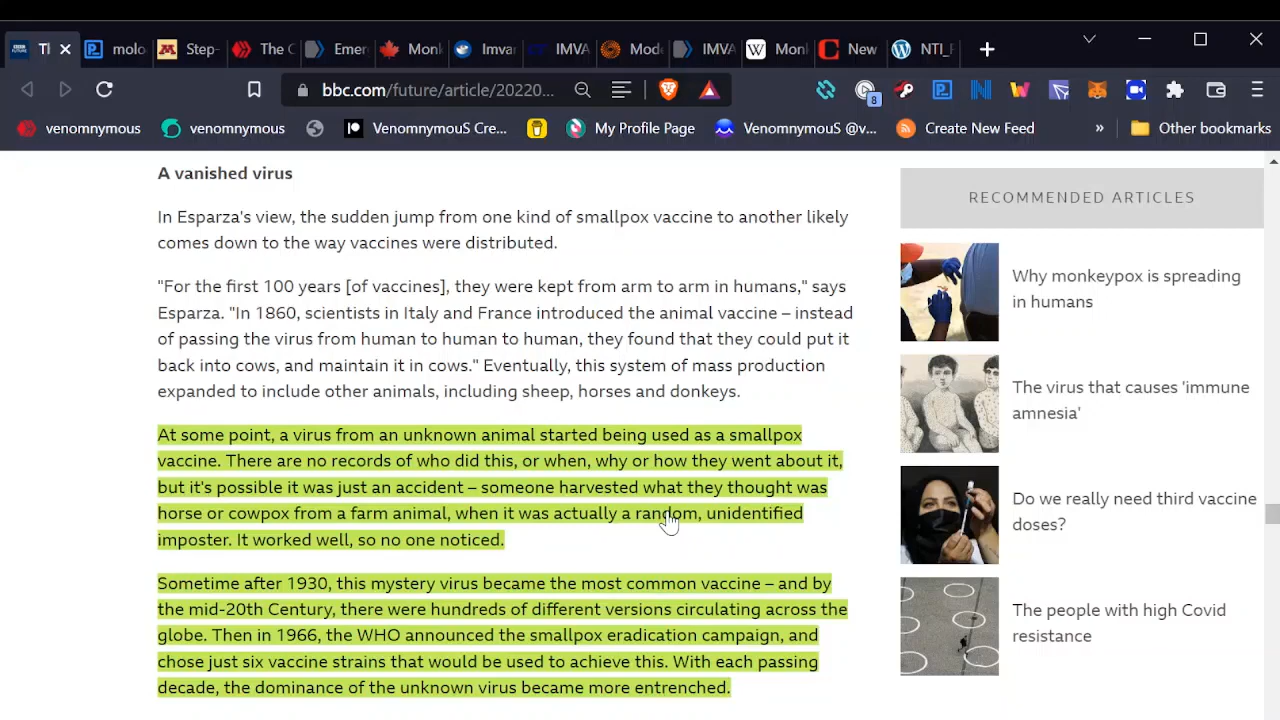 Tl
molo
Step-
The C
Emer
Monk
Imvar
IMVA
Mode
IMVA
Monk
New
NTI_F
bbc.com/future/article/20220...
8
venomnymous
venomnymous
VenomnymouS Cre...
My Profile Page
VenomnymouS @v...
Create New Feed
»
Other bookmarks
A vanished virus
In Esparza's view, the sudden jump from one kind of smallpox vaccine to another likely
comes down to the way vaccines were distributed.
"For the first 100 years [of vaccines], they were kept from arm to arm in humans," says
Esparza. "In 1860, scientists in Italy and France introduced the animal vaccine – instead
of passing the virus from human to human to human, they found that they could put it
back into cows, and maintain it in cows." Eventually, this system of mass production
expanded to include other animals, including sheep, horses and donkeys.
At some point, a virus from an unknown animal started being used as a smallpox
vaccine. There are no records of who did this, or when, why or how they went about it,
but it's possible it was just an accident – someone harvested what they thought was
horse or cowpox from a farm animal, when it was actually a random, unidentified
imposter. It worked well, so no one noticed.
Sometime after 1930, this mystery virus became the most common vaccine – and by
the mid-20th Century, there were hundreds of different versions circulating across the
globe. Then in 1966, the WHO announced the smallpox eradication campaign, and
chose just six vaccine strains that would be used to achieve this. With each passing
decade, the dominance of the unknown virus became more entrenched.
RECOMMENDED ARTICLES
Why monkeypox is spreading
in humans
The virus that causes 'immune
amnesia'
Do we really need third vaccine
doses?
The people with high Covid
resistance